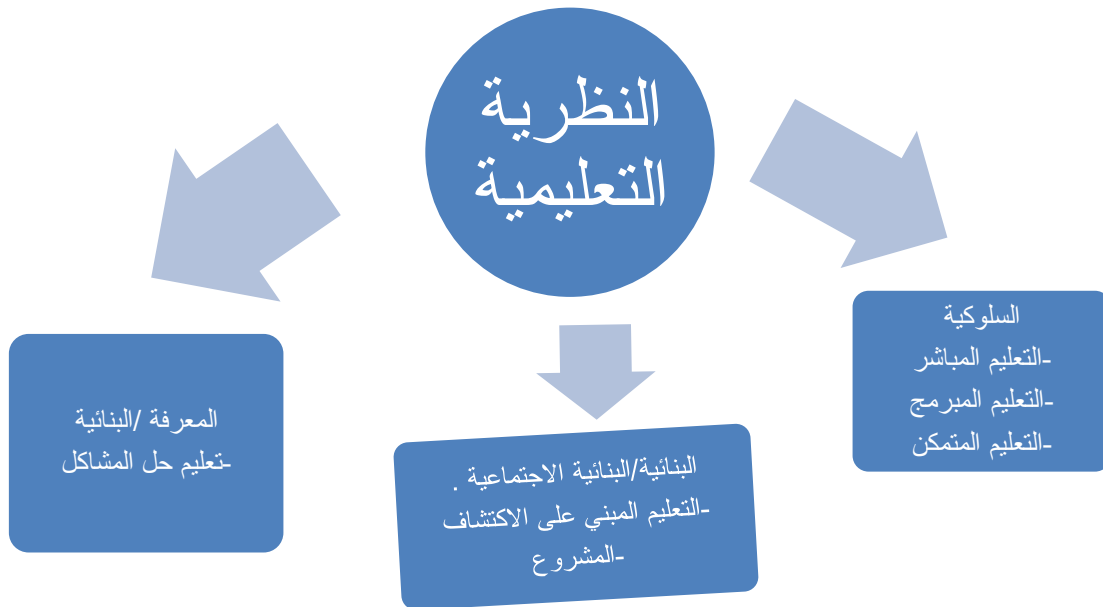 النظرية
التعليمية
السلوكية
-التعليم المباشر
-التعليم المبرمج
-التعليم المتمكن
البنائية/البنائية الاجتماعية .
-التعليم المبني على الاكتشاف
-المشروع
المعرفة /البنائية
-تعليم حل المشاكل